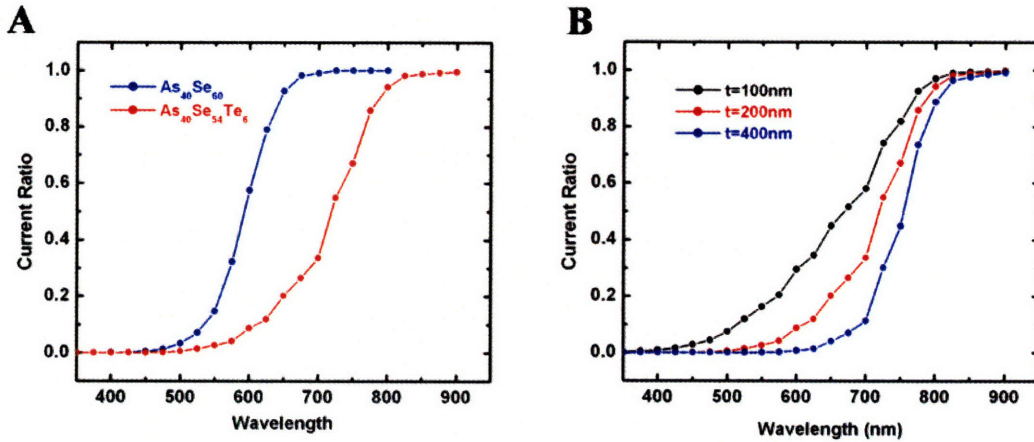 A
As40Se60
As40Se54Te6
Current Ratio
1.0
0.8
0.6
0.4
0.2
0.0
400 500 600 700 800 900
Wavelength
B
t=100nm
t=200nm
t=400nm
Current Ratio
1.0
0.8
0.6
0.4
0.2
0.0
400 500 600 700 800 900
Wavelength (nm)